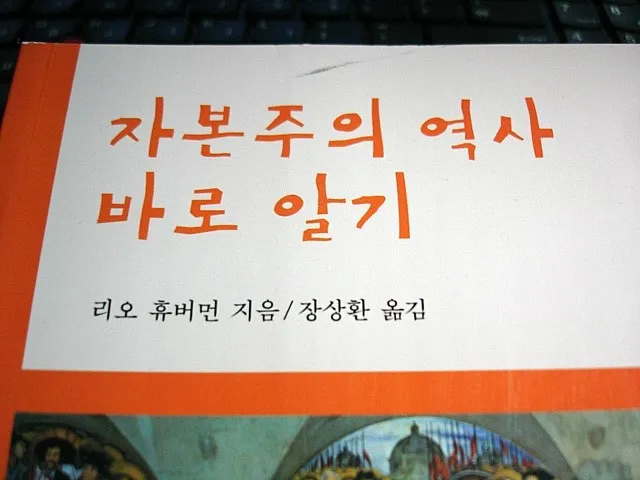 자본주의 역사
바로 알기
리오 휴버먼 지음/장상환 옮김